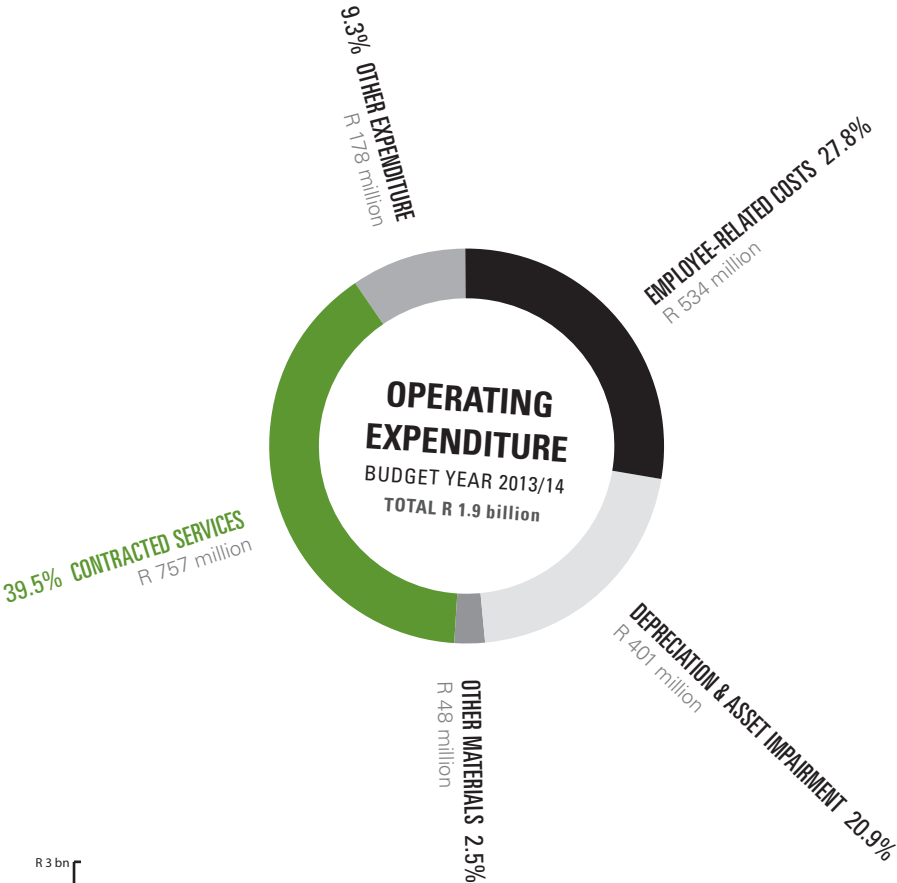 9.3% OTHER EXPENDITURE
R 178 million
EMPLOYEE-RELATED COSTS 27.8%
R 534 million
OPERATING
EXPENDITURE
BUDGET YEAR 2013/14
TOTAL R 1.9 billion
39.5% CONTRACTED SERVICES
R 757 million
DEPRECIATION & ASSET IMPAIRMENT 20.9%
R 401 million
OTHER MATERIALS 2.5%
R 48 million
R 3 bn